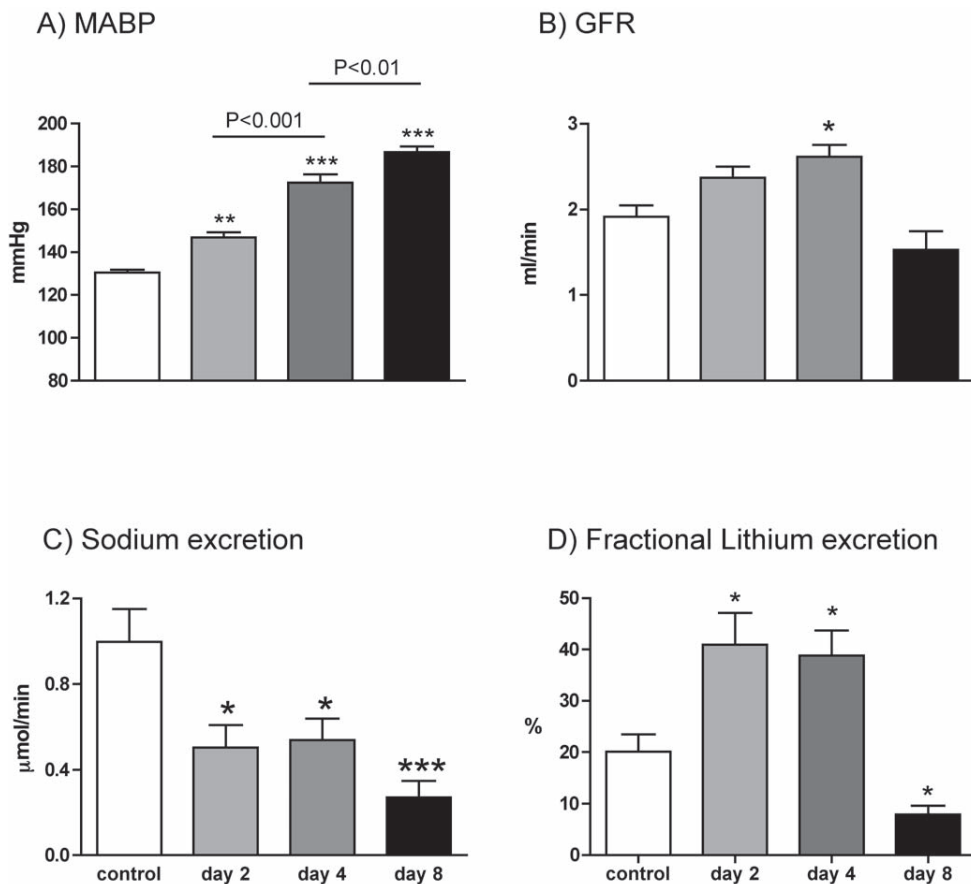 A) MABP
B) GFR
P<0.01
P<0.001
mmHg
200
180
160
140
120
100
80
**
***
***
ml/min
3
2
1
0
*
C) Sodium excretion
D) Fractional Lithium excretion
μmol/min
1.2
0.8
0.4
0.0
*
*
***
control day 2 day 4 day 8
%
50
40
30
20
10
0
*
*
*
control day 2 day 4 day 8